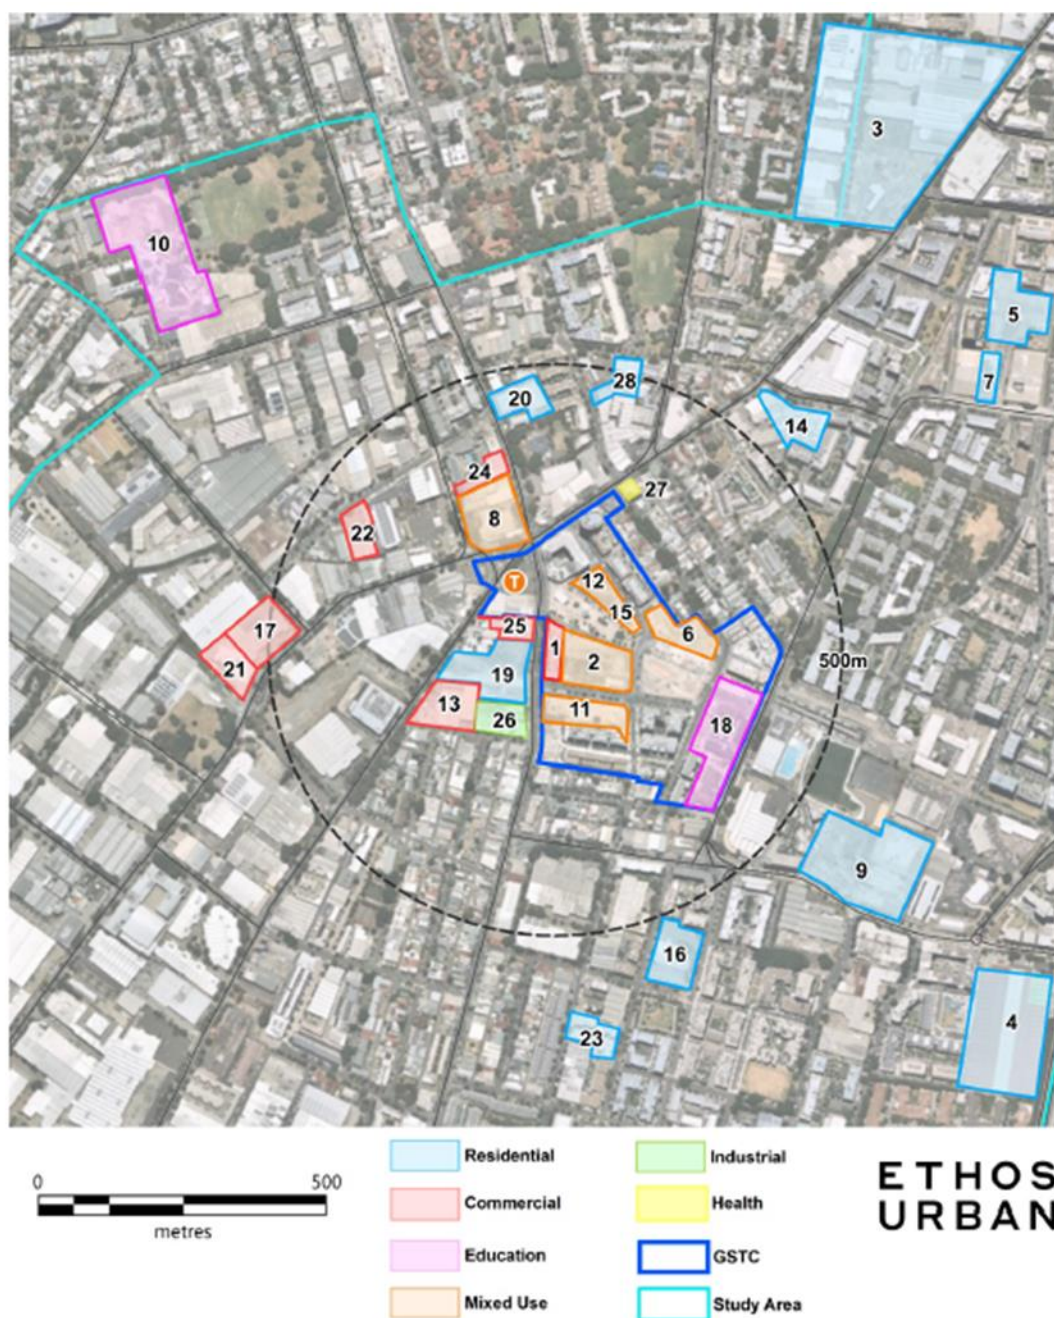 3
10
5
7
28
20
14
24
27
8
22
T
12
15
17
25
6
1
2
500m
21
19
13
11
18
26
9
16
4
23
0 500
metres
Residential
Commercial
Education
Mixed Use
Industrial
Health
GSTC
Study Area
ETHOS
URBAN